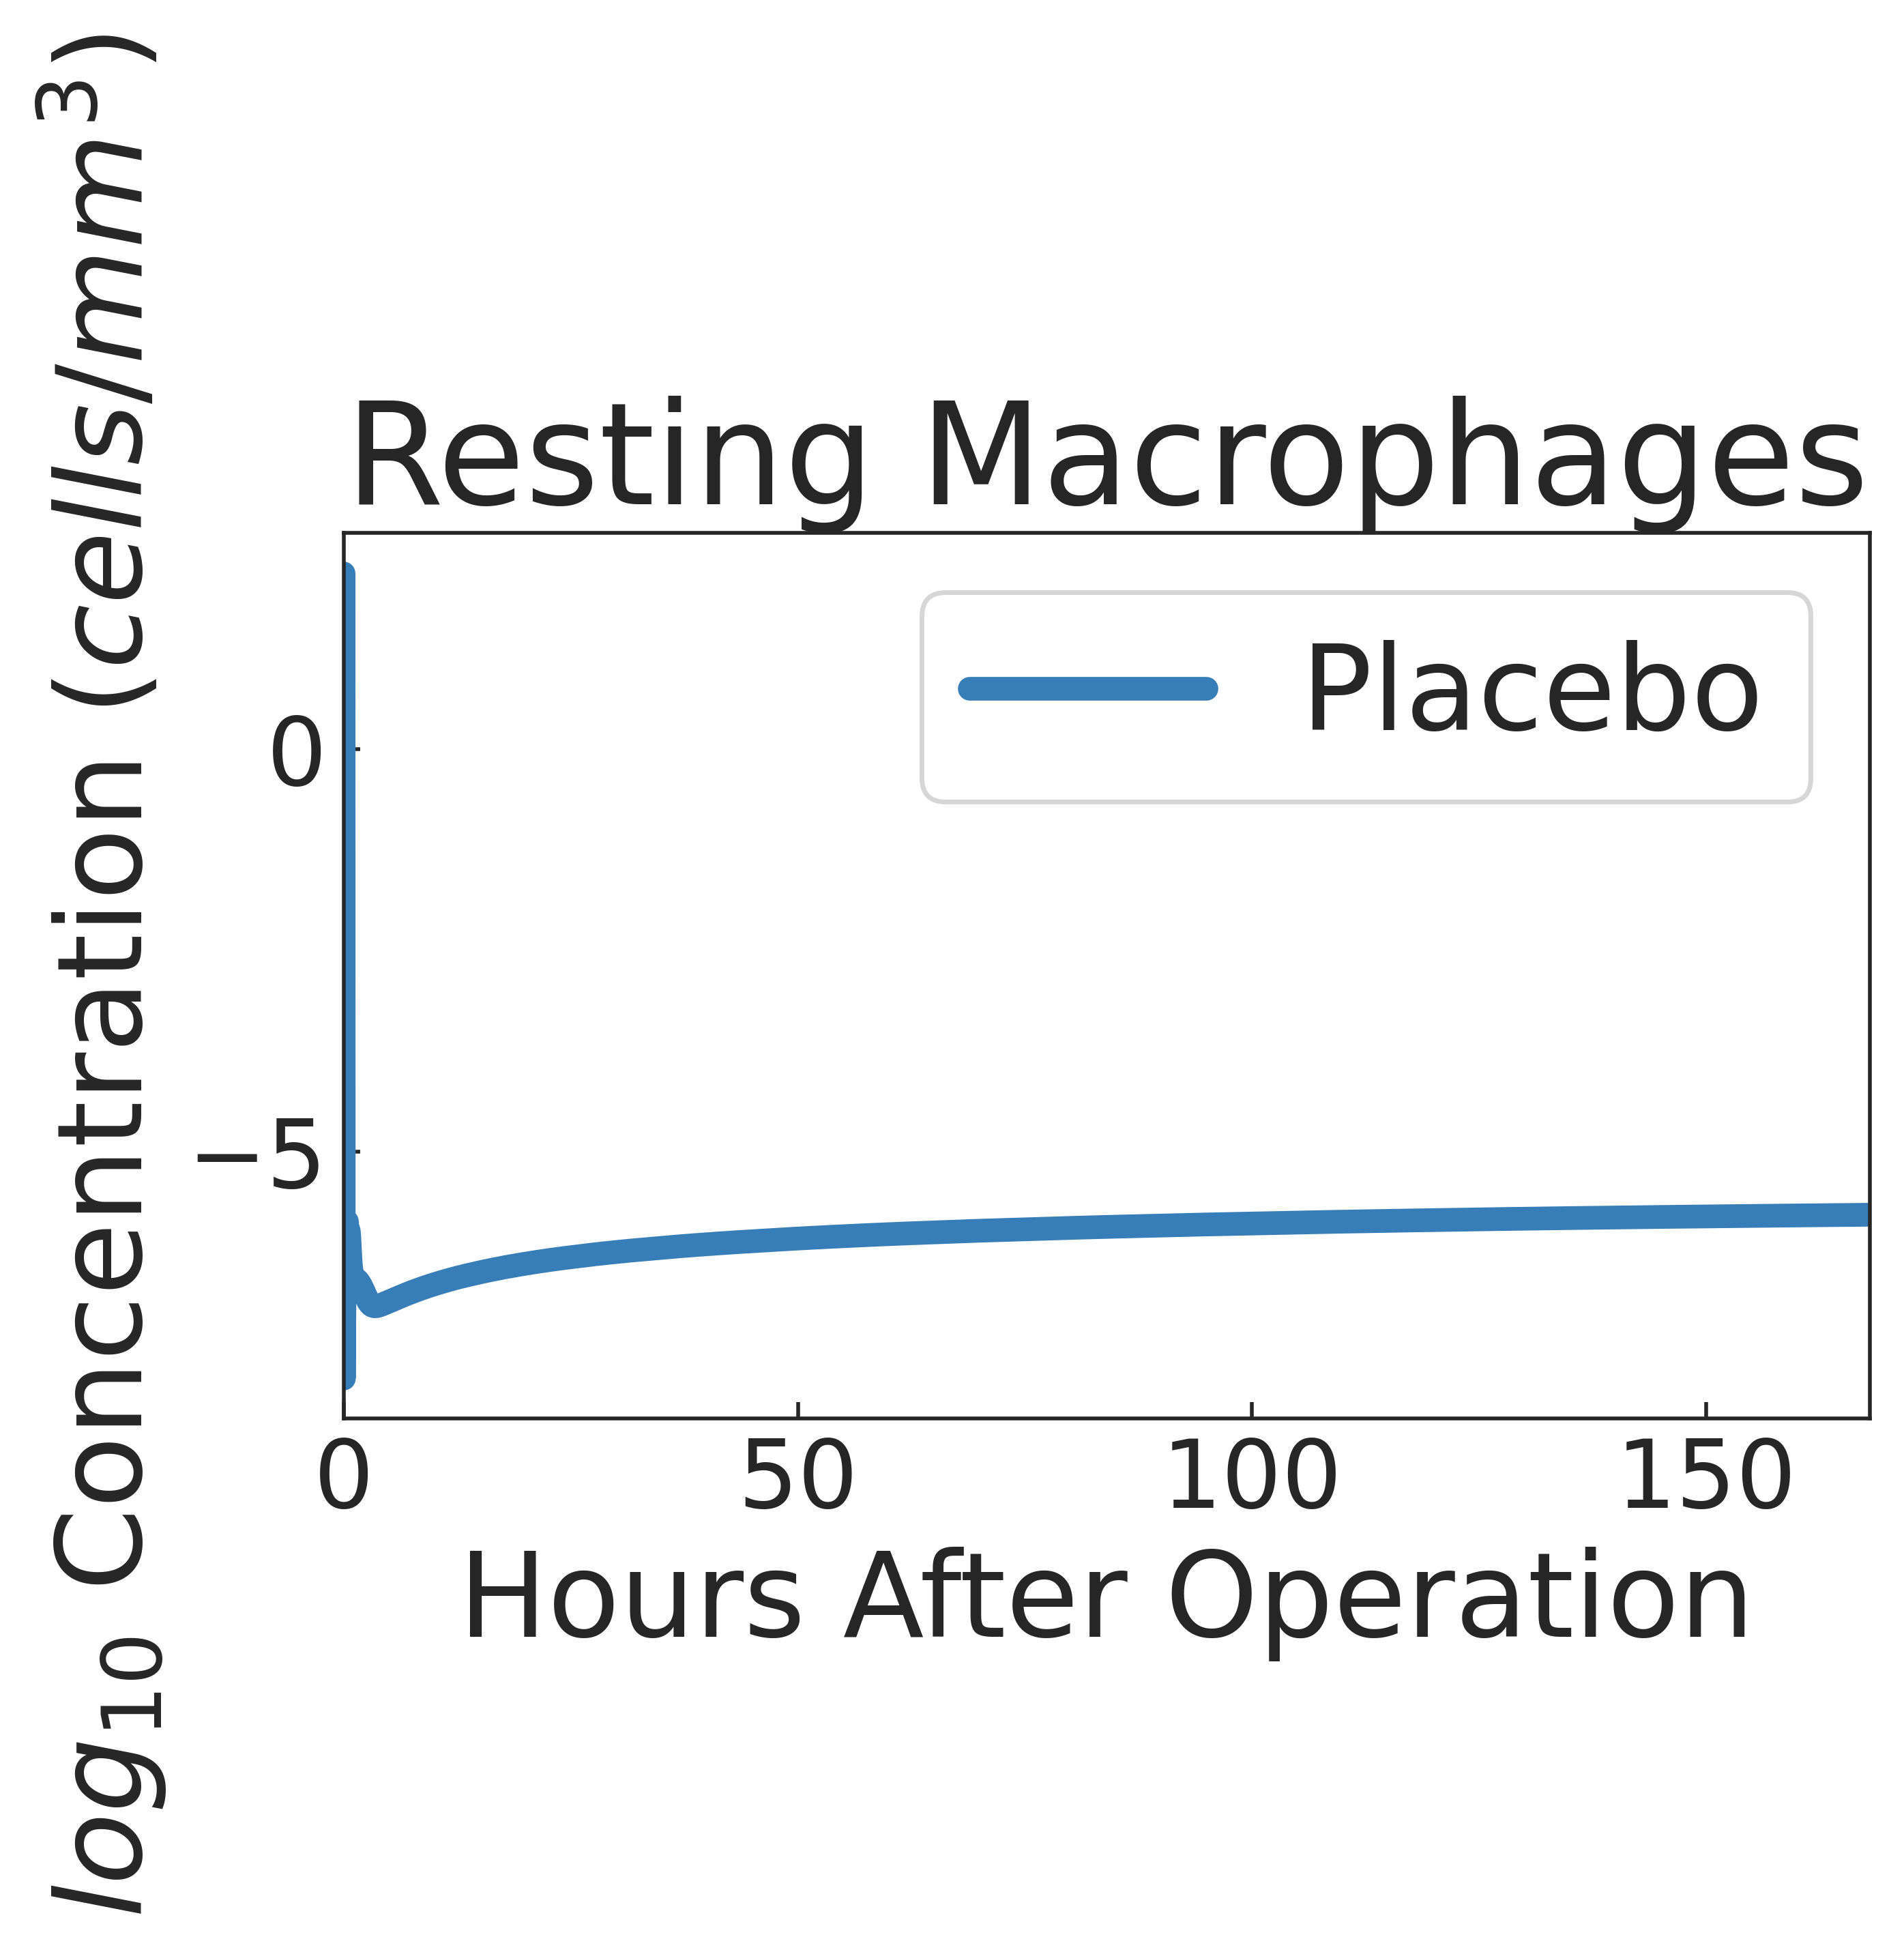 Resting Macrophages
log₁₀ Concentration (cells/mm³)
Placebo
0
−5
0 50 100 150
Hours After Operation